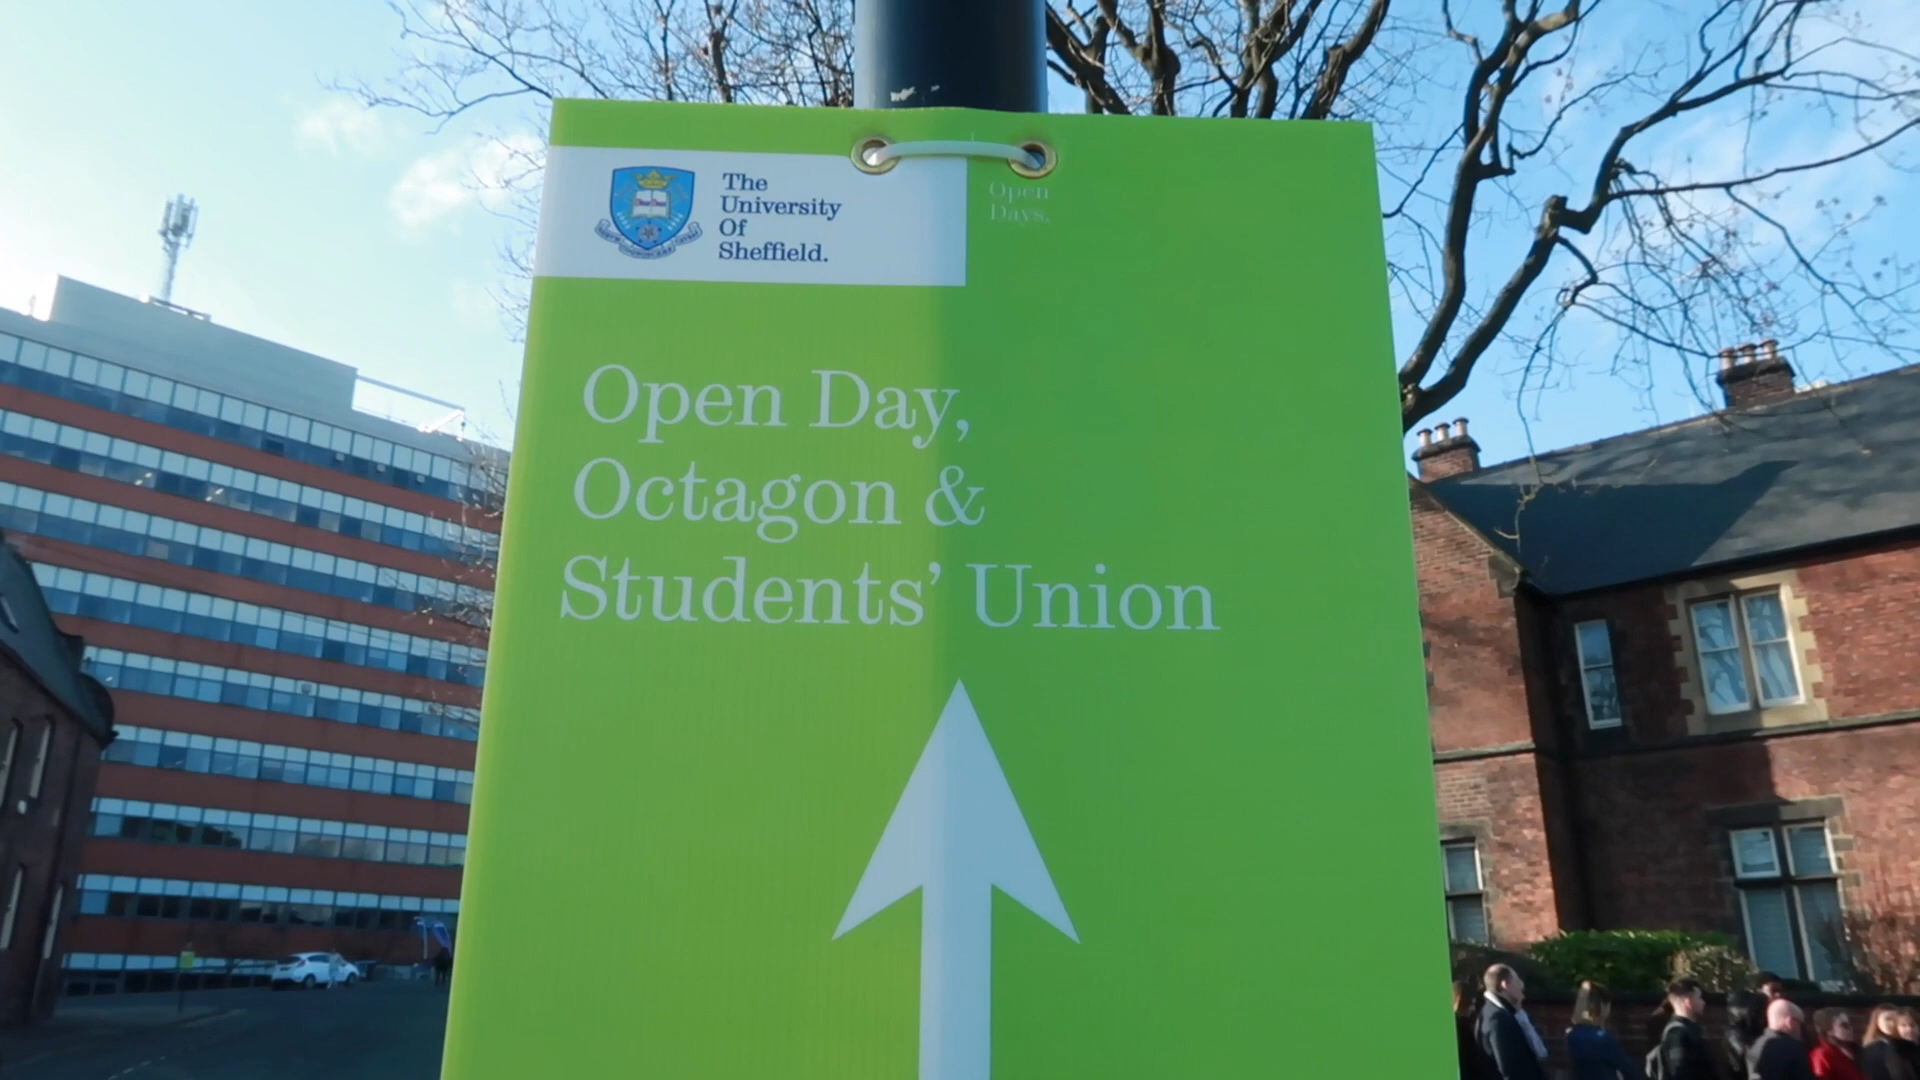 The
University
Of
Sheffield.
Open
Days.
Open Day,
Octagon &
Students’ Union